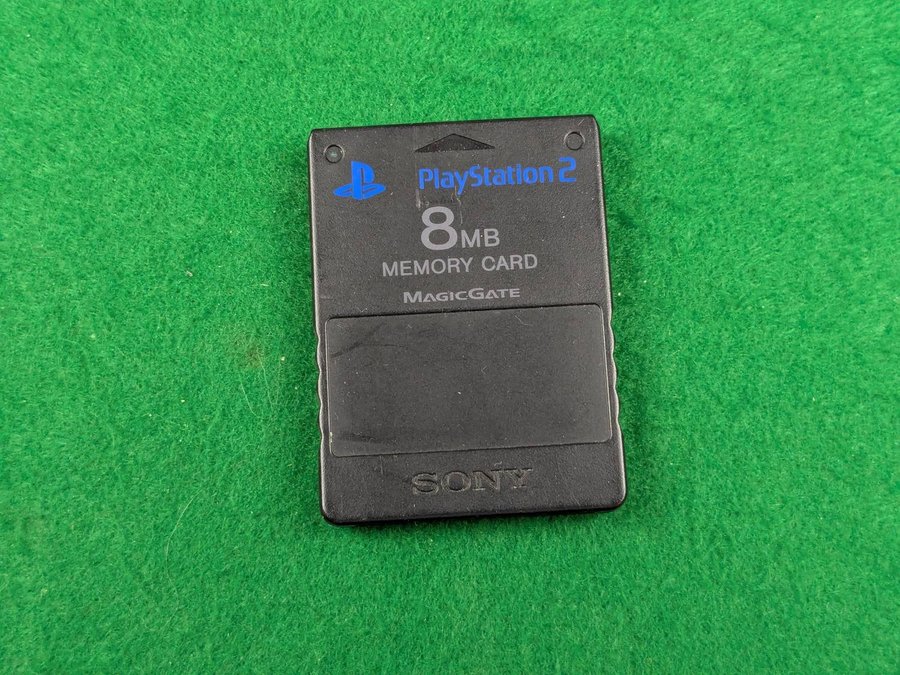 PlayStation 2
8MB
MEMORY CARD
MAGICGATE
SONY